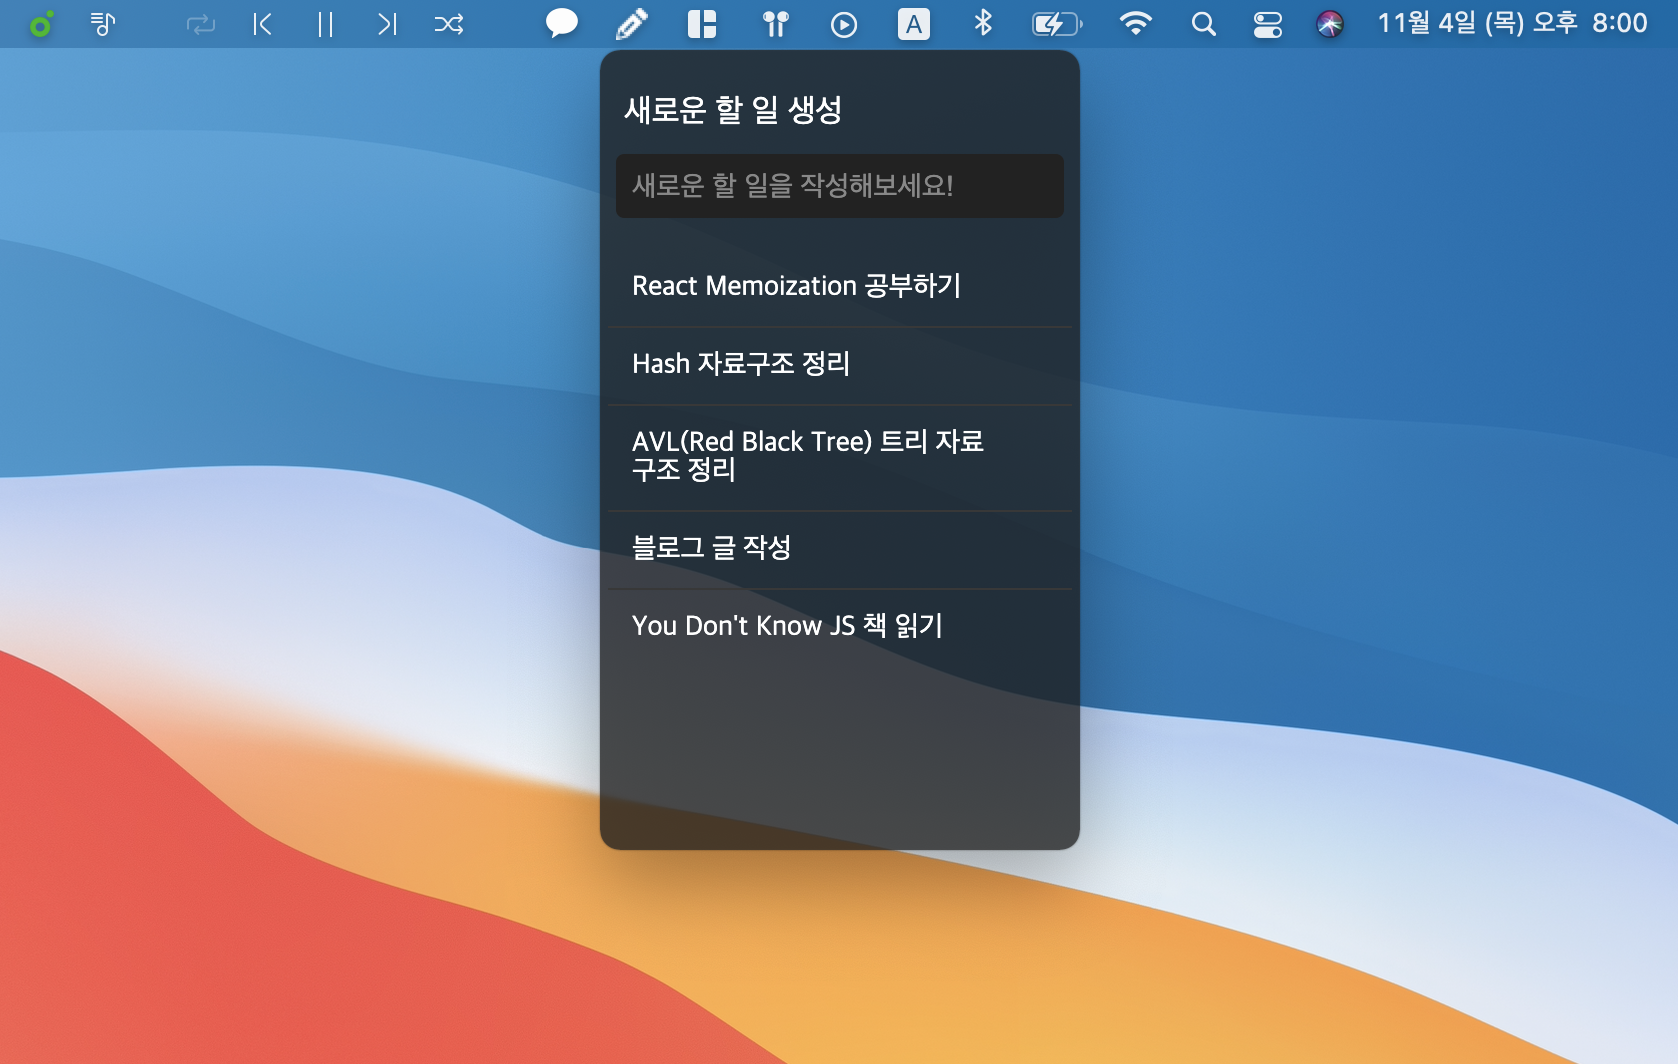 A
11월 4일 (목) 오후 8:00
새로운 할 일 생성
새로운 할 일을 작성해보세요!
React Memoization 공부하기
Hash 자료구조 정리
AVL(Red Black Tree) 트리 자료
구조 정리
블로그 글 작성
You Don't Know JS 책 읽기